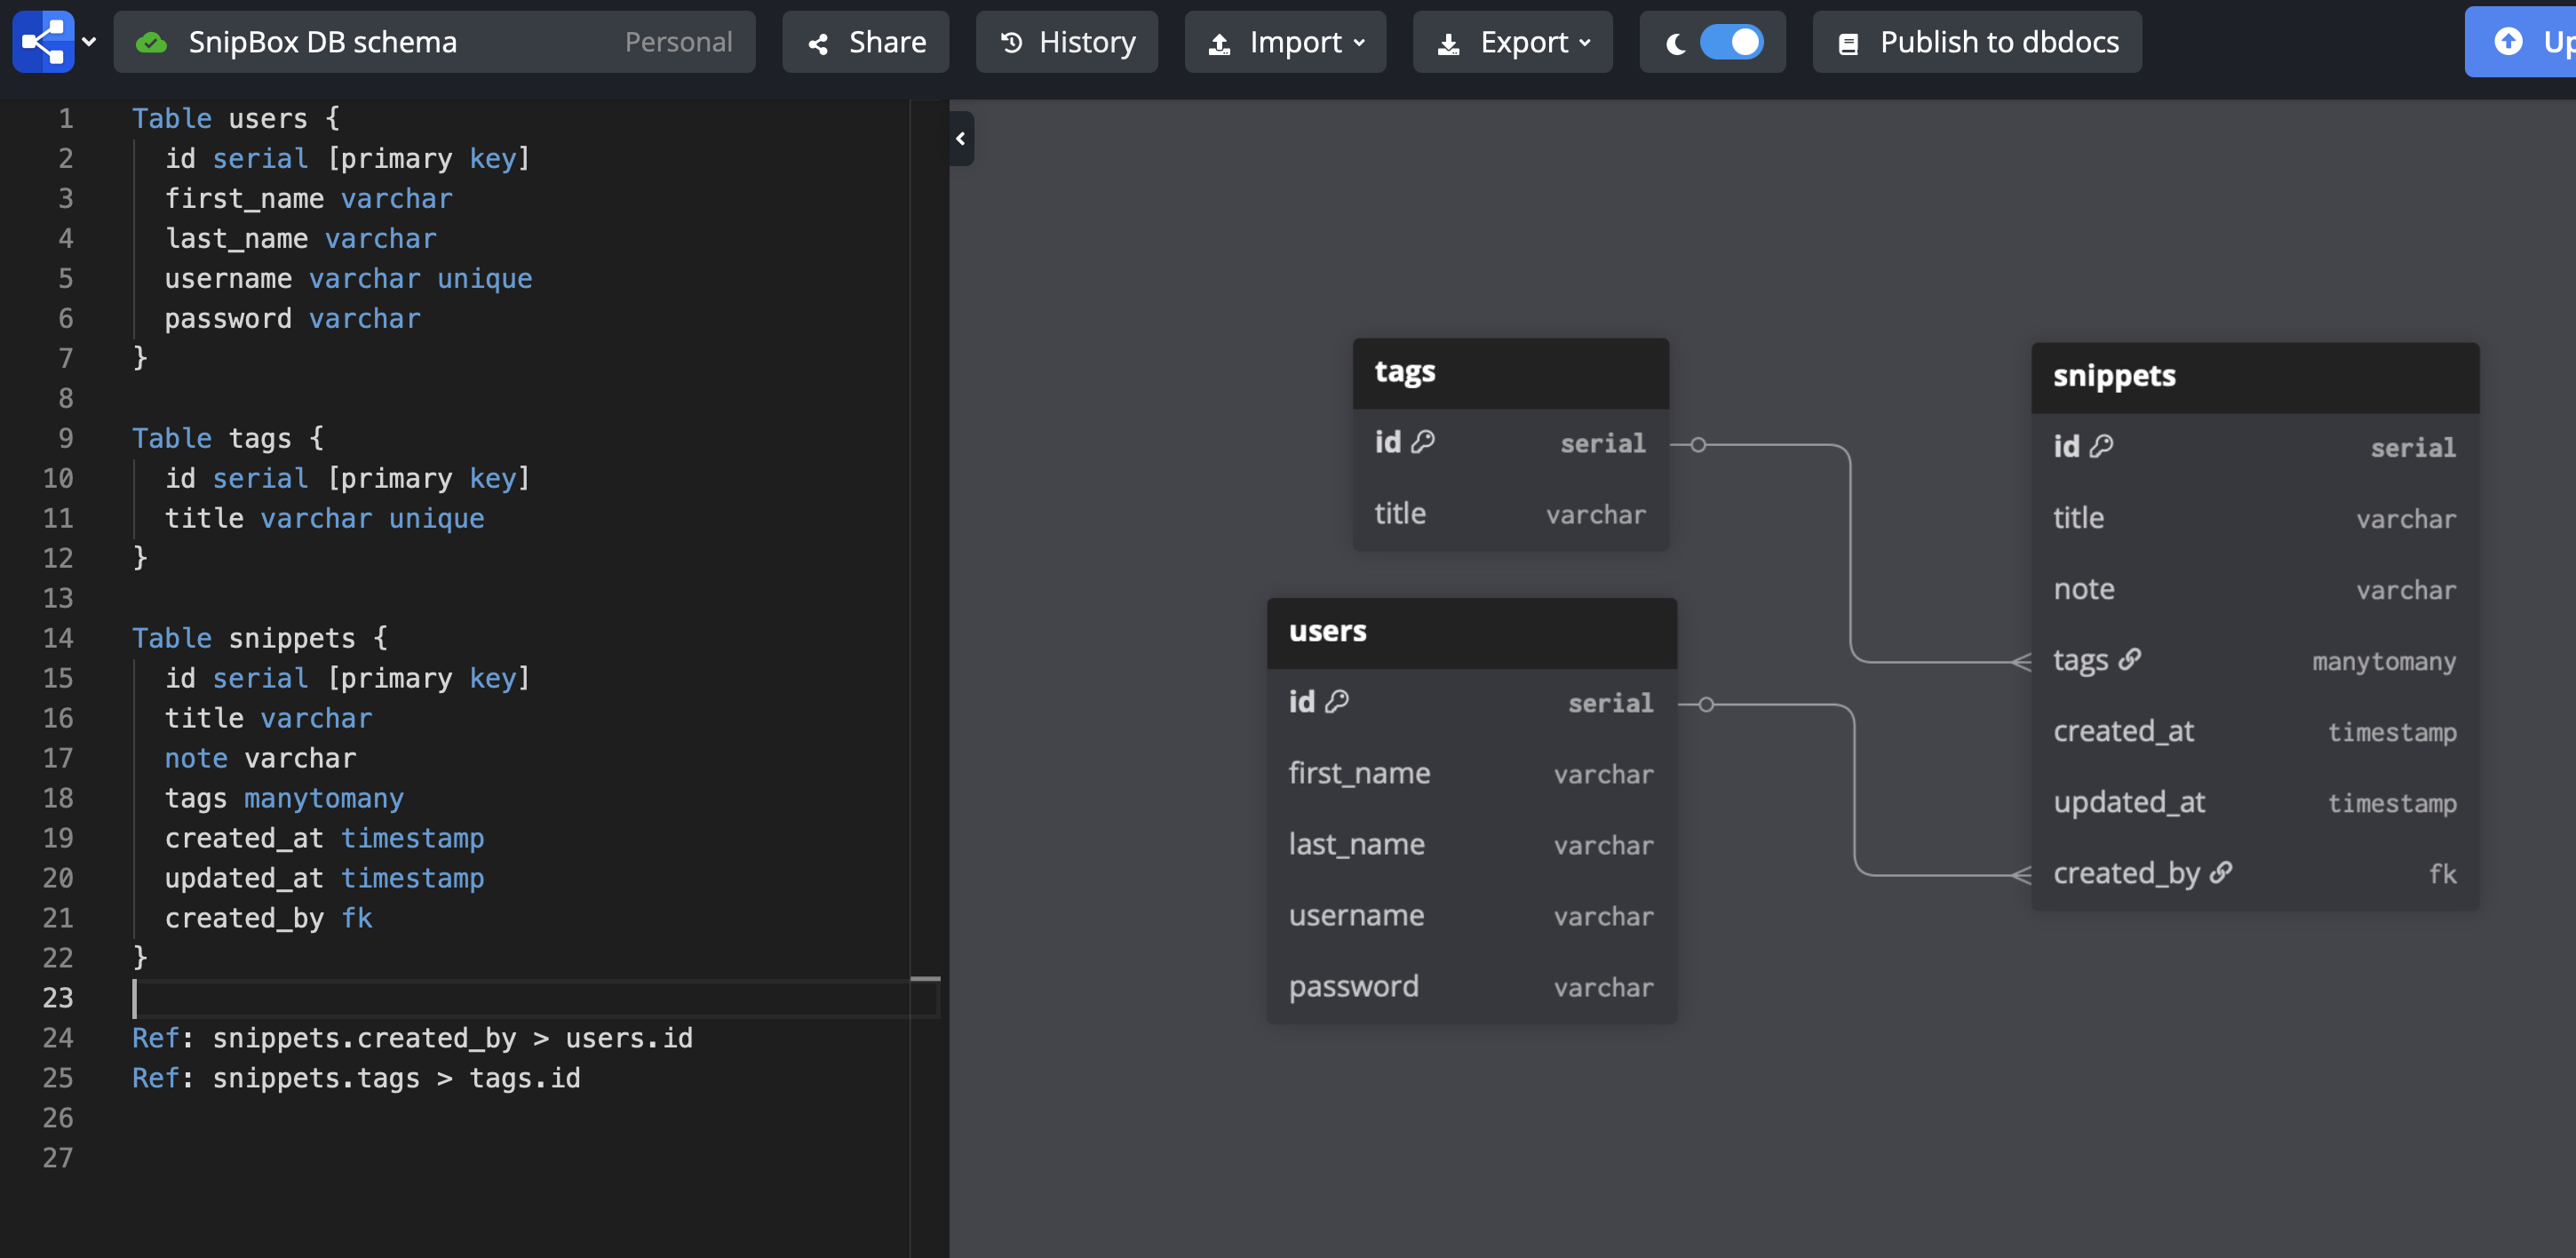 SnipBox DB schema Personal Share History Import Export Publish to dbdocs
1 Table users {
2 id serial [primary key]
3 first_name varchar
4 last_name varchar
5 username varchar unique
6 password varchar
7 }
8
9 Table tags {
10 id serial [primary key]
11 title varchar unique
12 }
13
14 Table snippets {
15 id serial [primary key]
16 title varchar
17 note varchar
18 tags manytomany
19 created_at timestamp
20 updated_at timestamp
21 created_by fk
22 }
23
24 Ref: snippets.created_by > users.id
25 Ref: snippets.tags > tags.id
26
27
tags
id serial
title varchar
users
id serial
first_name varchar
last_name varchar
username varchar
password varchar
snippets
id serial
title varchar
note varchar
tags manytomany
created_at timestamp
updated_at timestamp
created_by fk